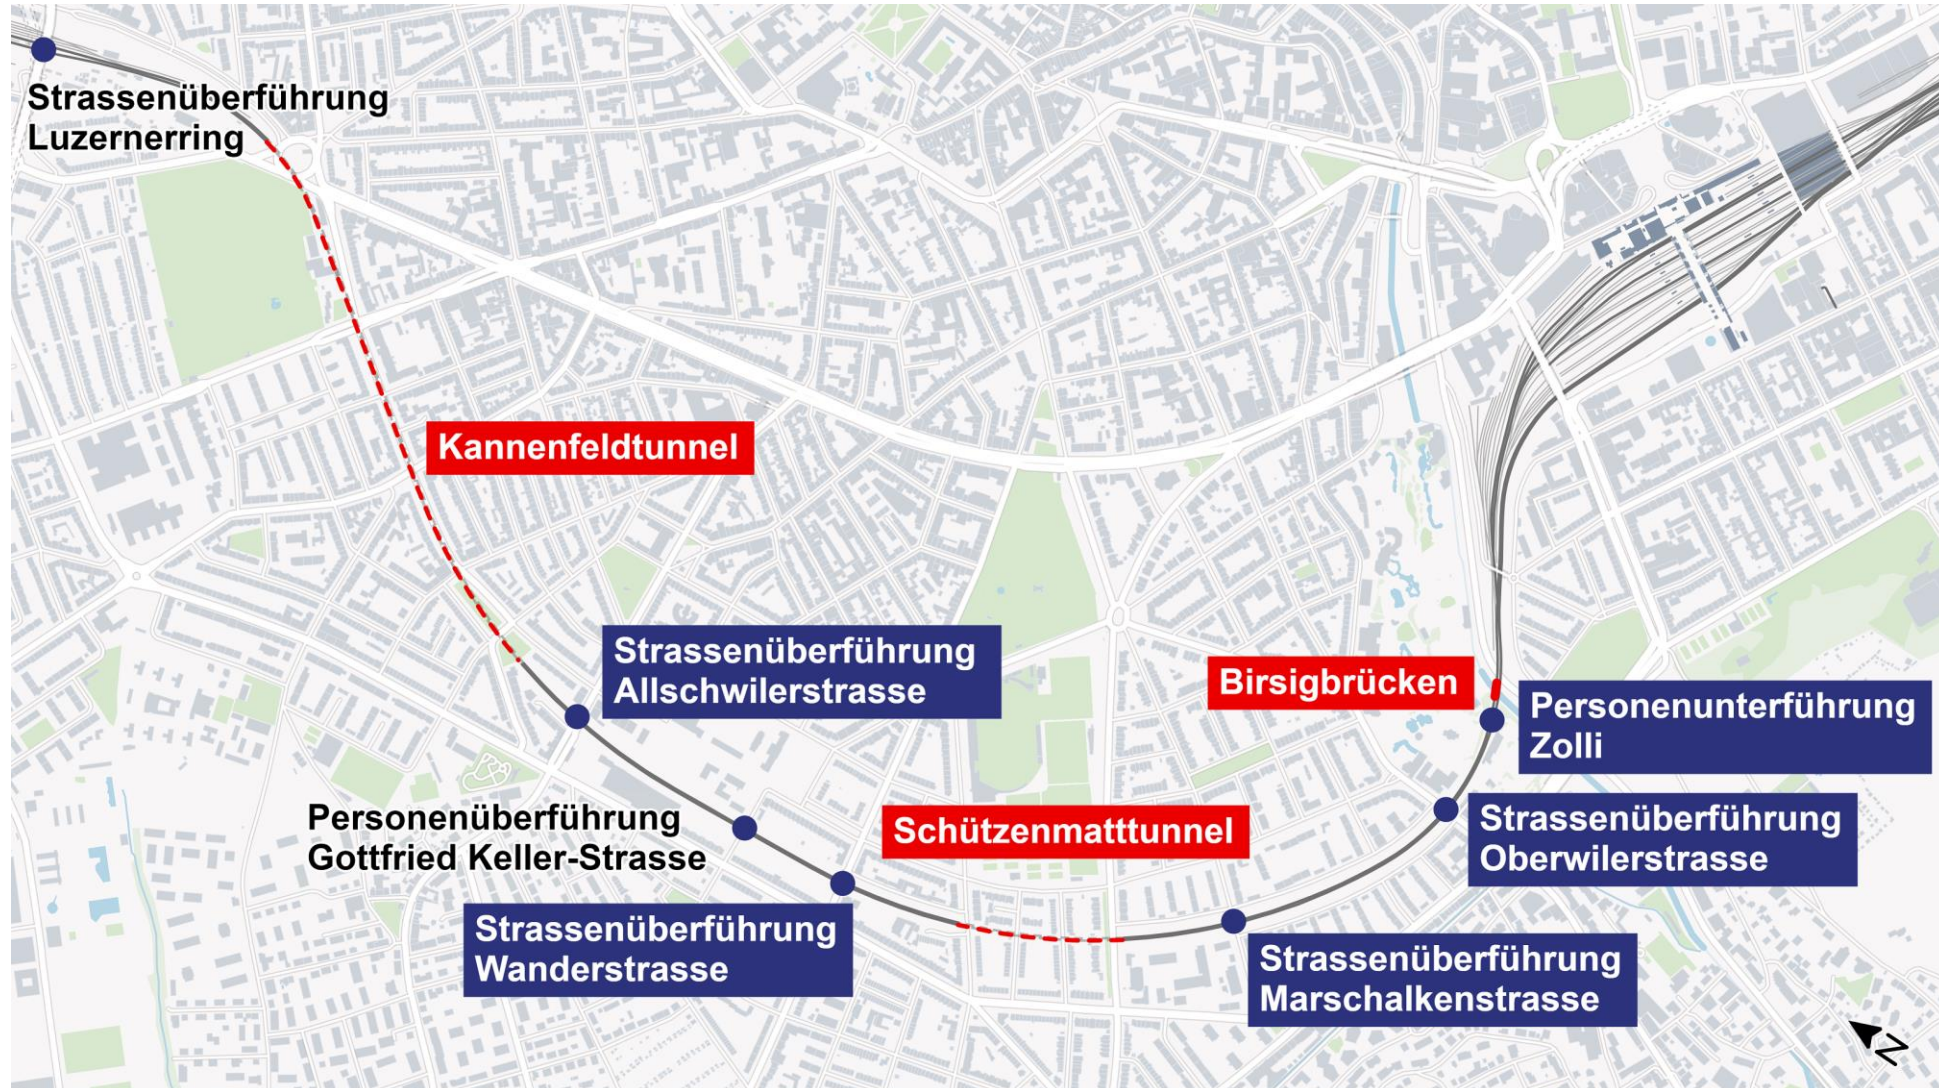 Strassenüberführung
Luzernerring
Kannenfeldtunnel
Strassenüberführung
Allschwilerstrasse
Birsigbrücken
Personenunterführung
Zolli
Personenüberführung
Gottfried Keller-Strasse
Schützenmatttunnel
Strassenüberführung
Oberwilerstrasse
Strassenüberführung
Wanderstrasse
Strassenüberführung
Marschalkenstrasse
N